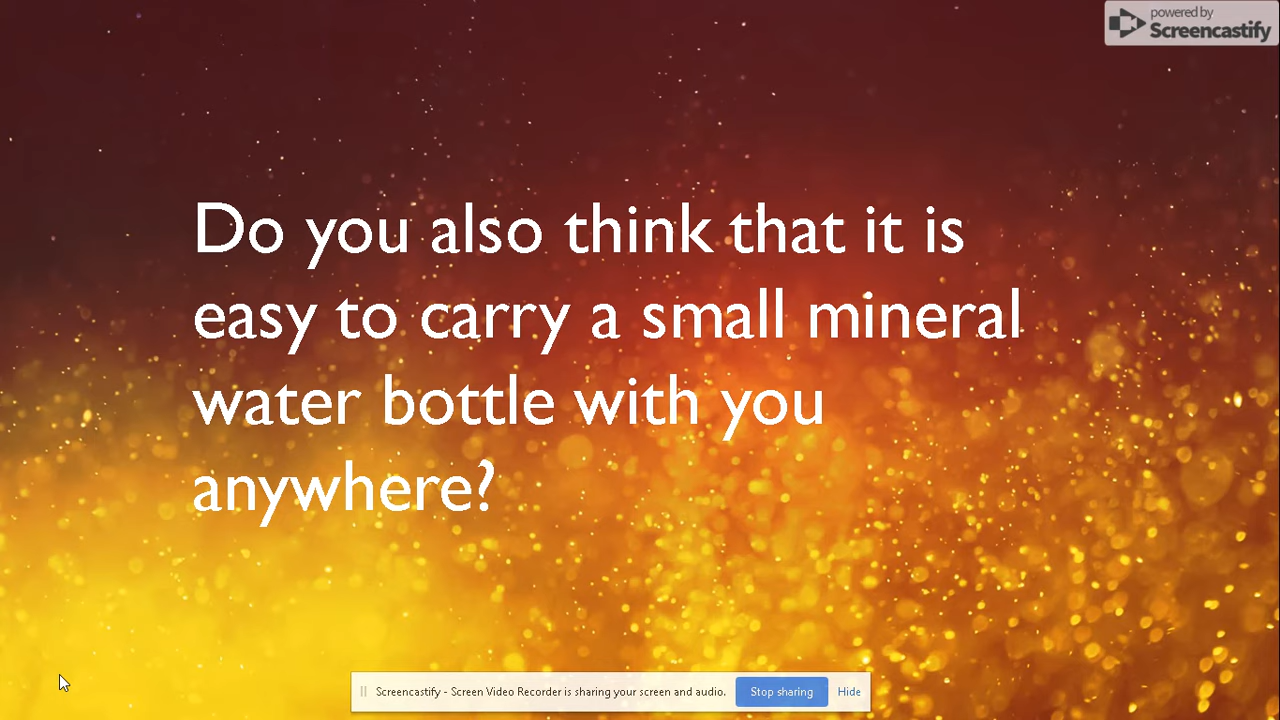 powered by
Screencastify
Do you also think that it is
easy to carry a small mineral
water bottle with you
anywhere?
Screencastify - Screen Video Recorder is sharing your screen and audio. Stop sharing Hide